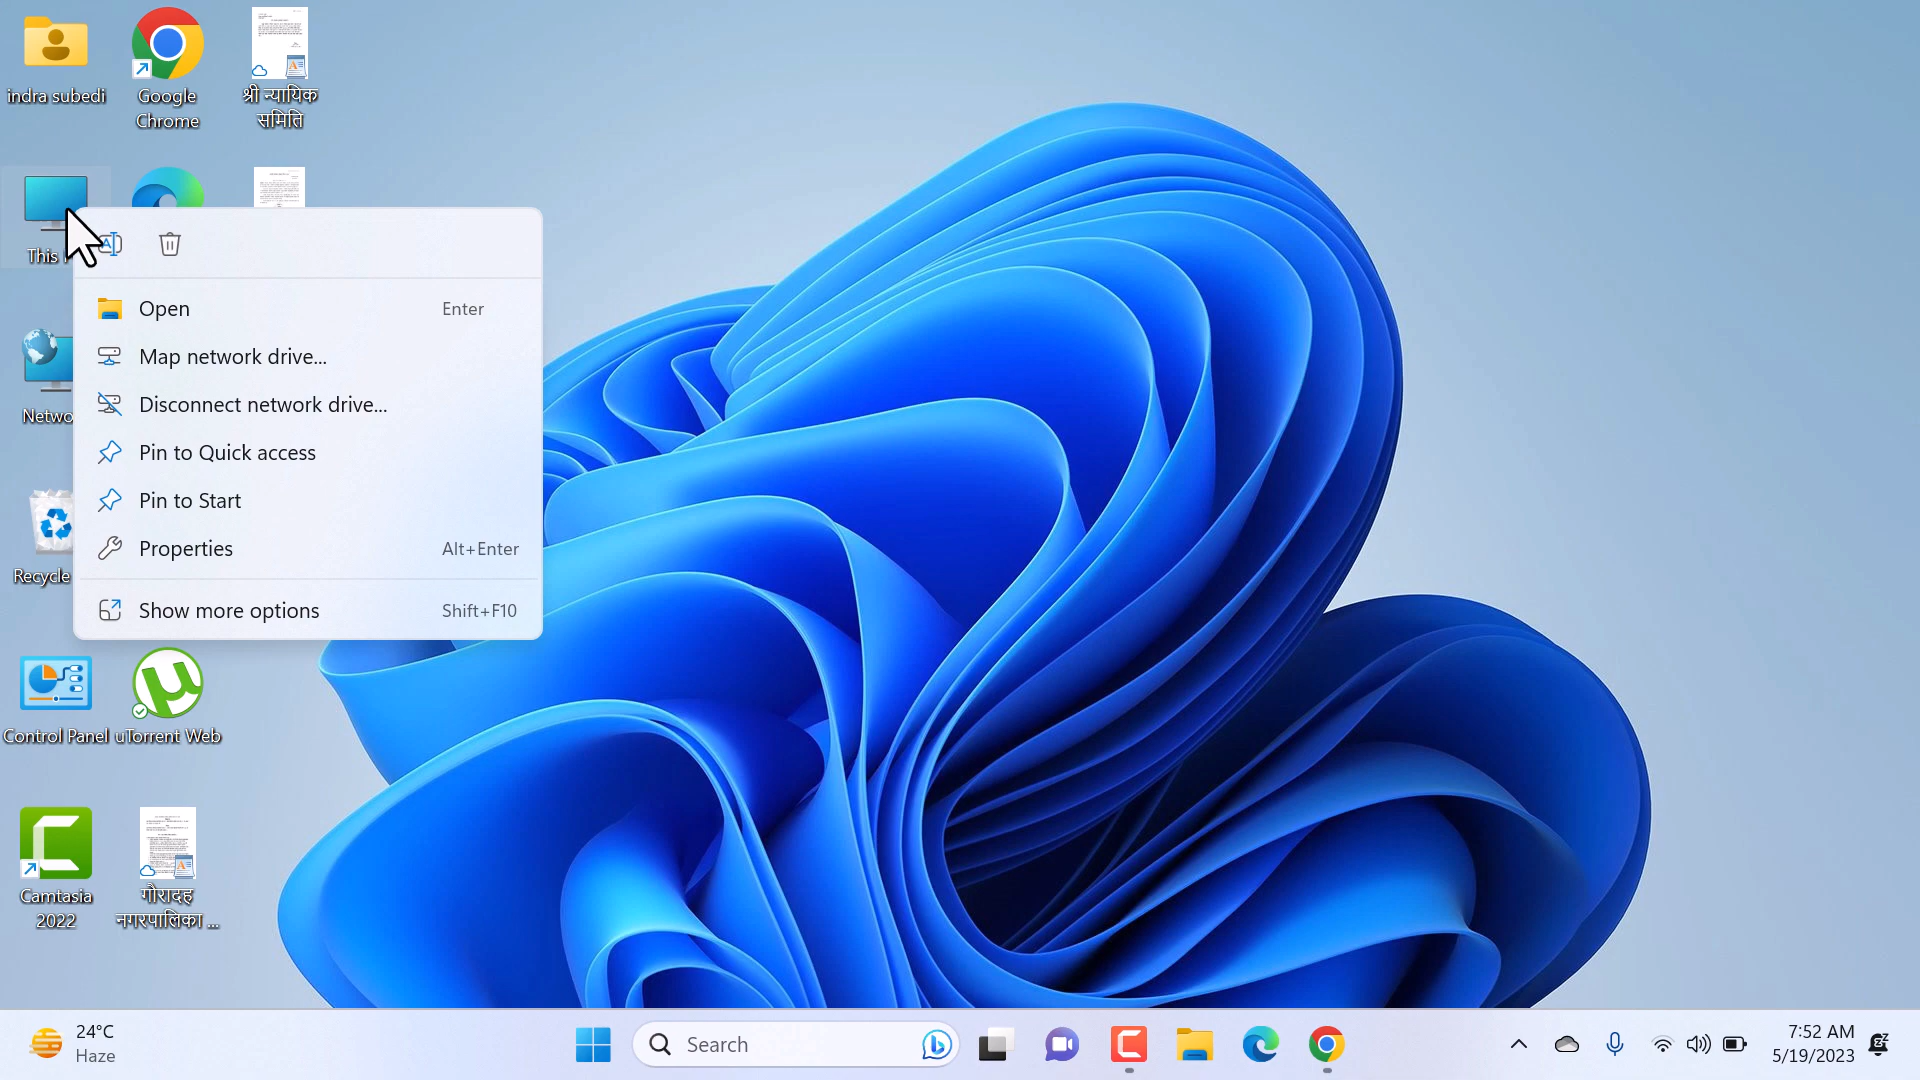 indra subedi
Google
Chrome
श्री न्यायिक
समिति
This
Netwo
Recycle
Open Enter
Map network drive...
Disconnect network drive...
Pin to Quick access
Pin to Start
Properties Alt+Enter
Show more options Shift+F10
Control Panel
uTorrent Web
Camtasia
2022
गौरादह
नगरपालिका ...
24°C
Haze
Search
7:52 AM
5/19/2023